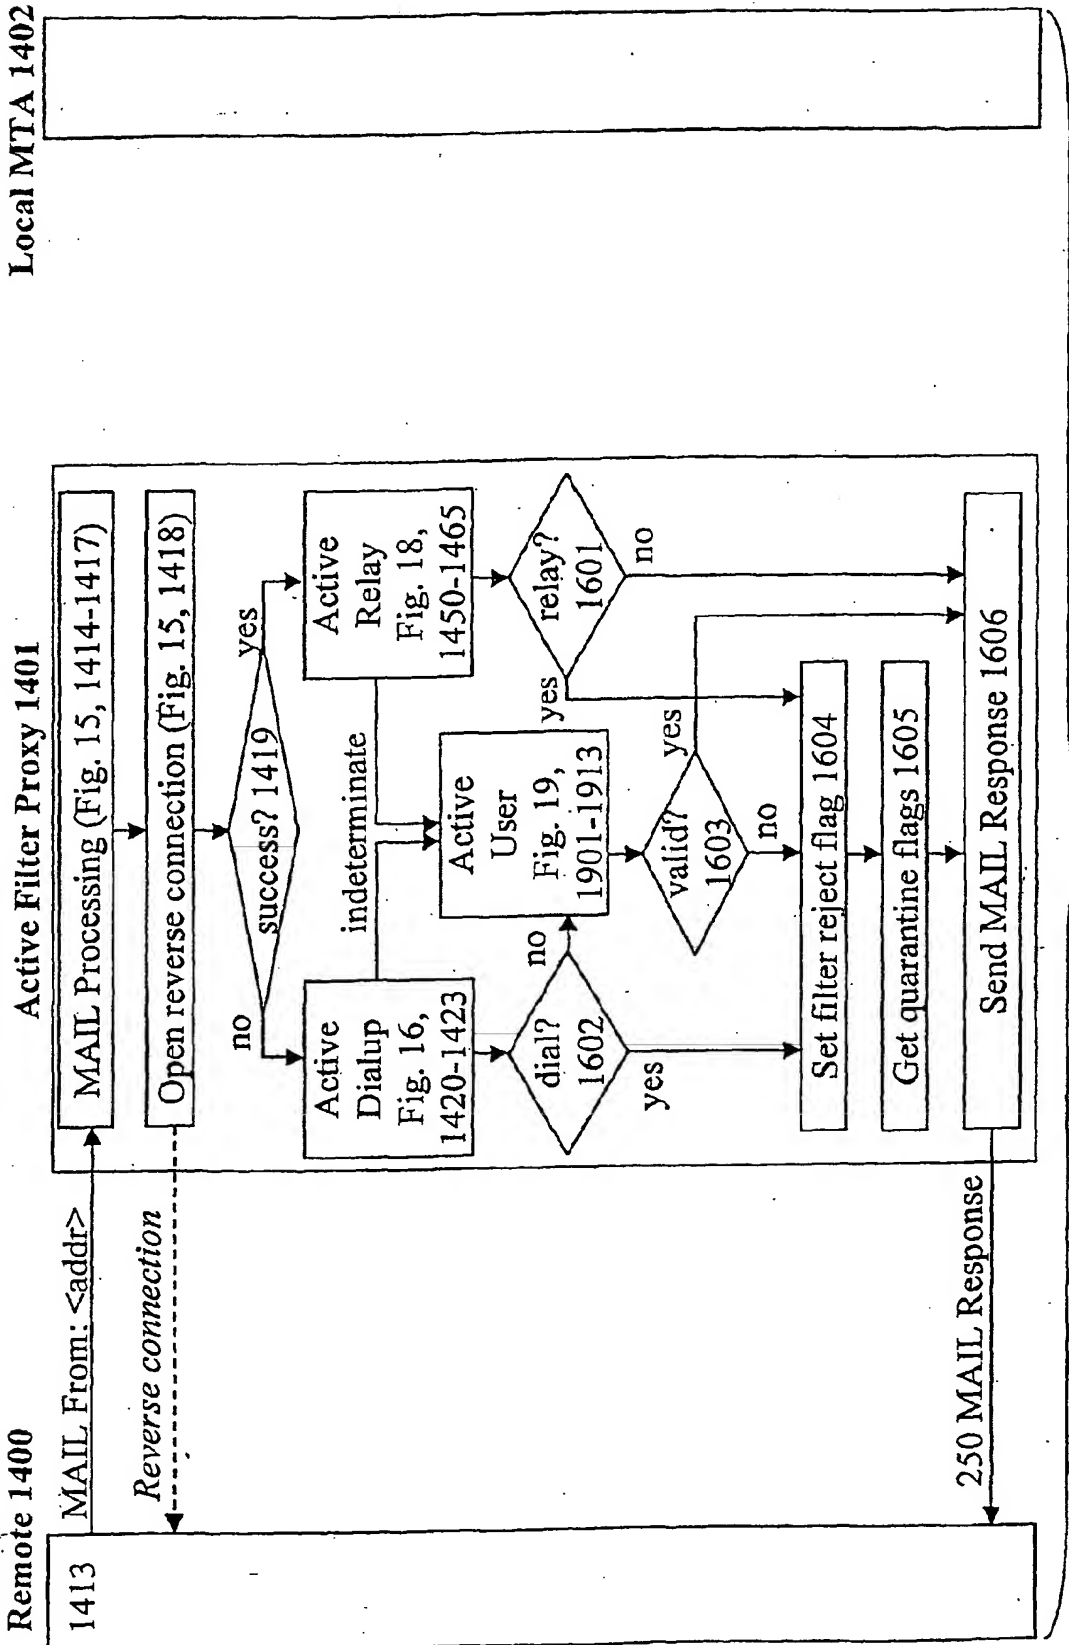 Remote 1400
Active Filter Proxy 1401
Local MTA 1402
1413
MAIL From: <addr>
MAIL Processing (Fig. 15, 1414-1417)
Reverse connection
Open reverse connection (Fig. 15, 1418)
success? 1419
no
yes
Active
Dialup
Fig. 16,
1420-1423
indeterminate
Active
Relay
Fig. 18,
1450-1465
Active
User
Fig. 19,
1901-1913
dial?
1602
no
yes
relay?
1601
yes
no
valid?
1603
yes
no
Set filter reject flag 1604
Get quarantine flags 1605
250 MAIL Response
Send MAIL Response 1606